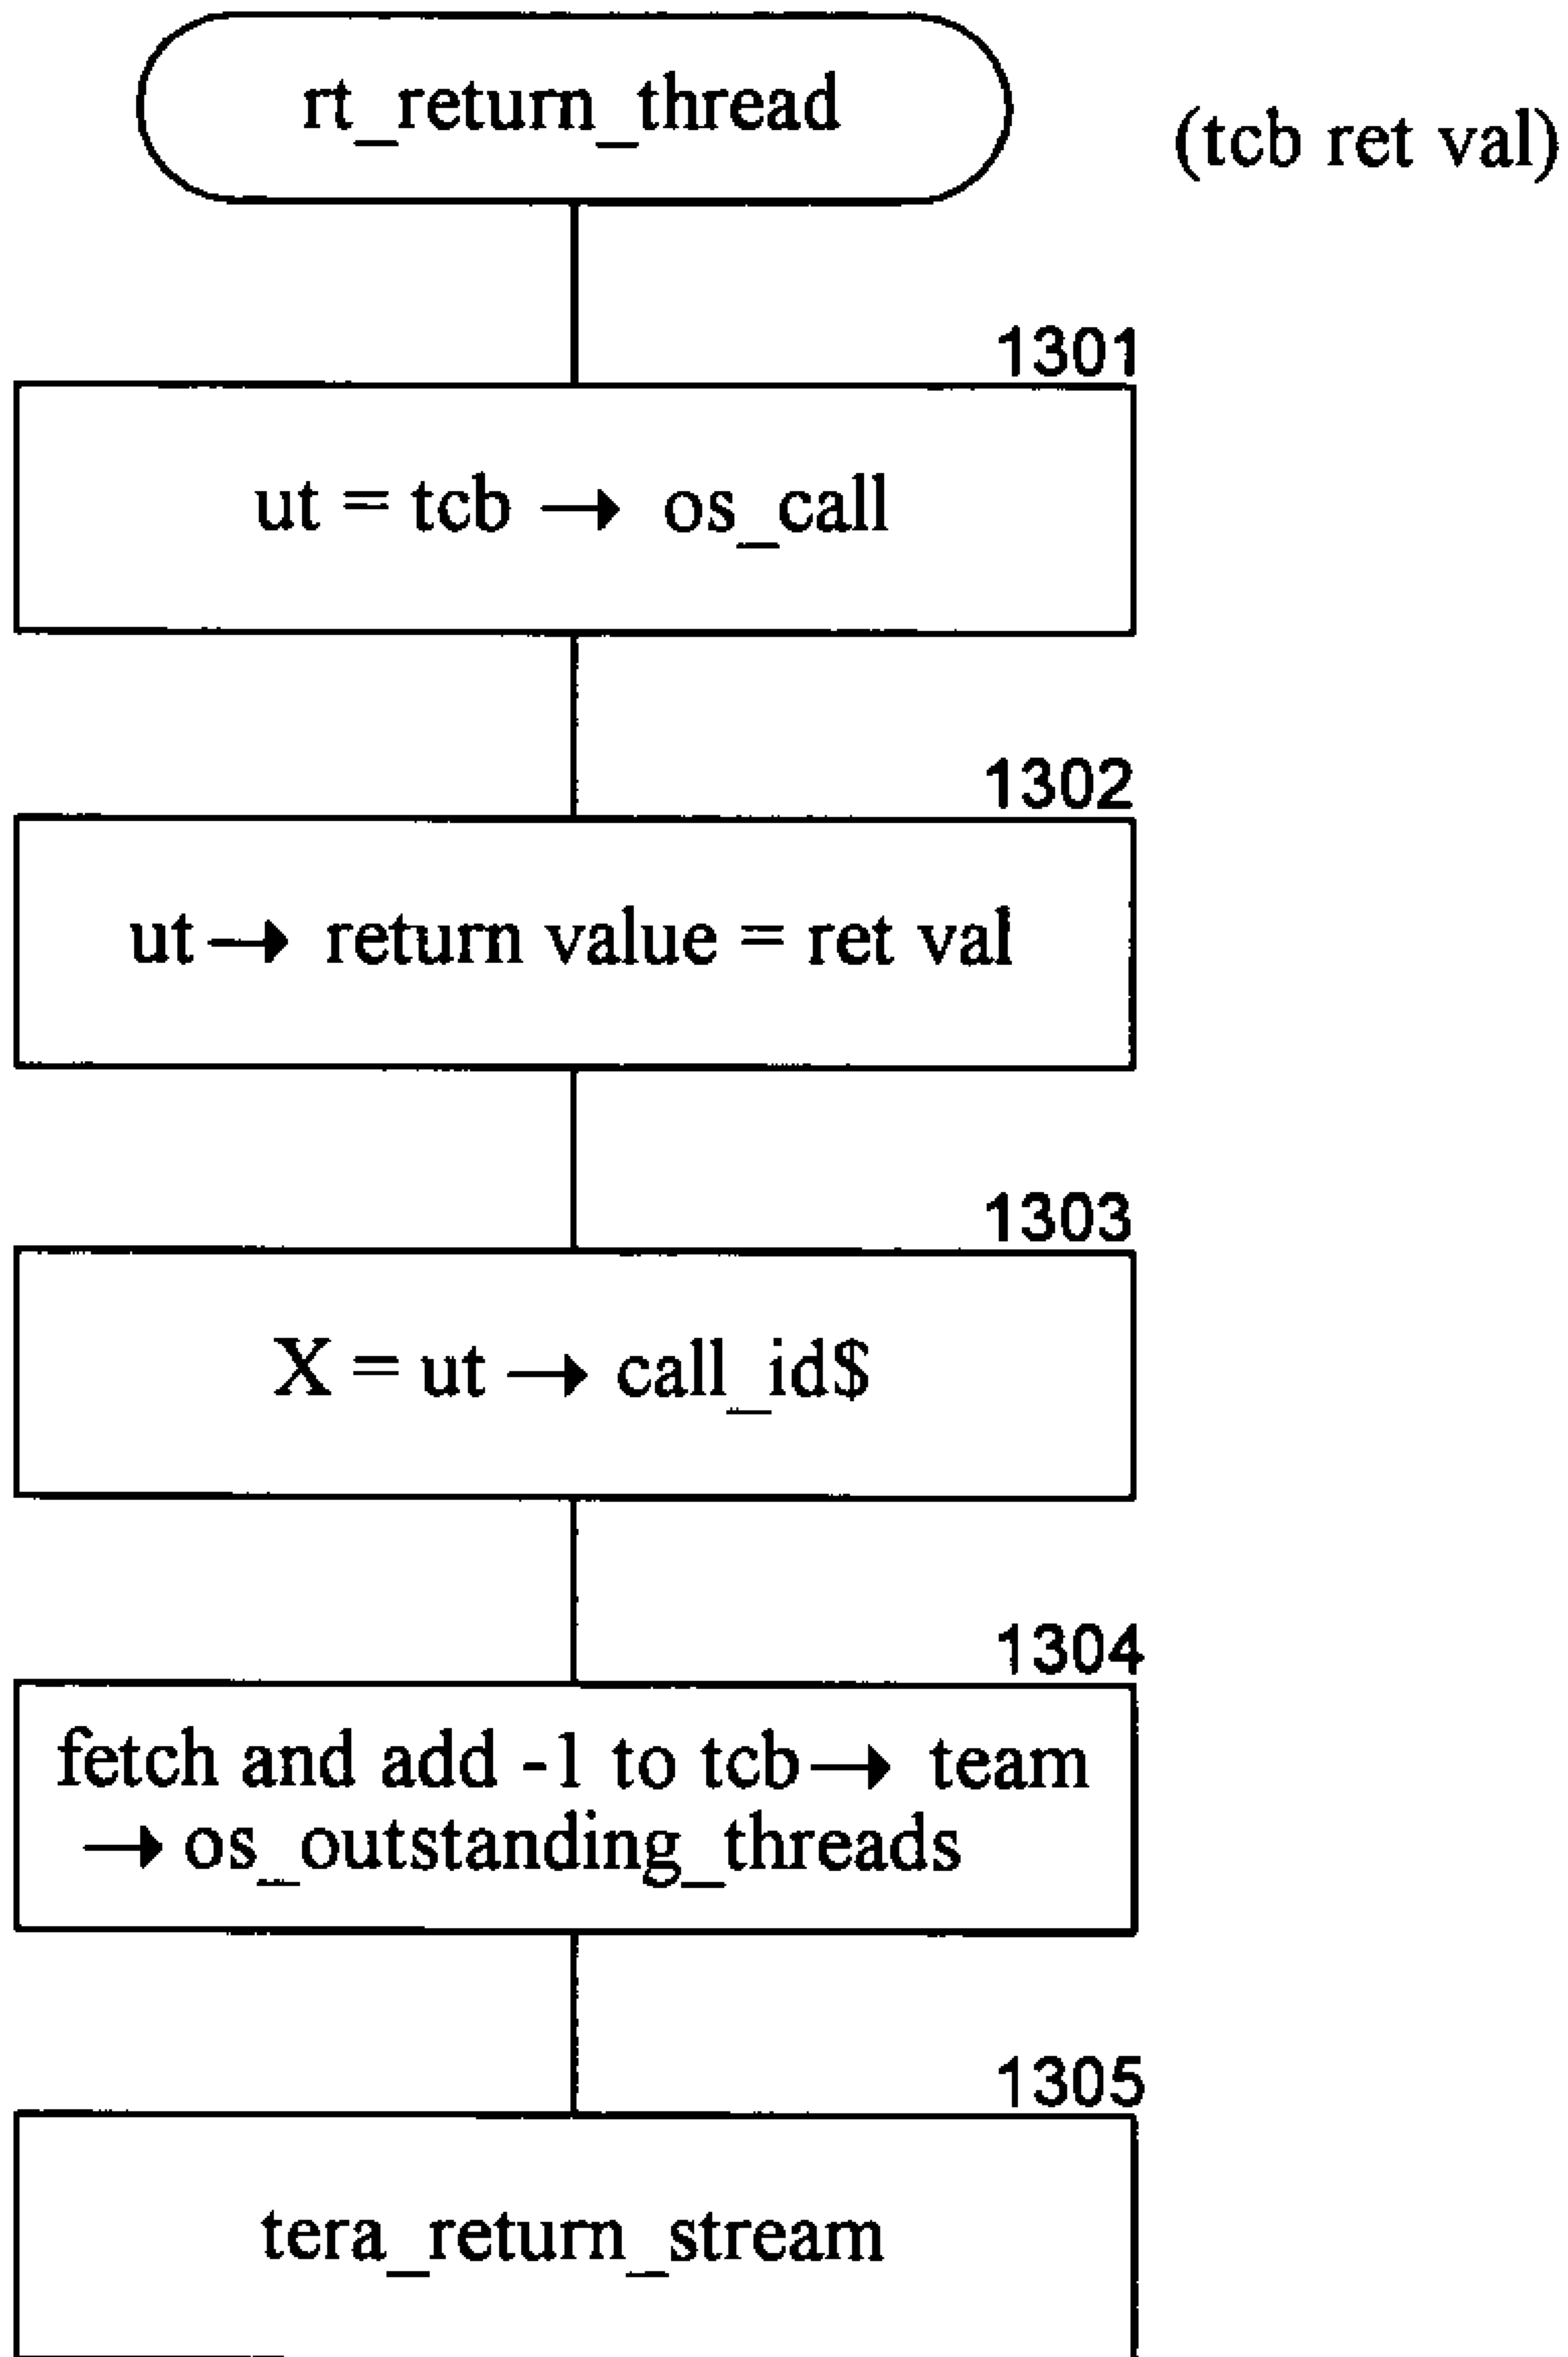 rt_return_thread
(tcb ret val)
1301
ut = tcb → os_call
1302
ut → return value = ret val
1303
X = ut → call_id$
1304
fetch and add -1 to tcb → team
→ os_outstanding_threads
1305
tera_return_stream